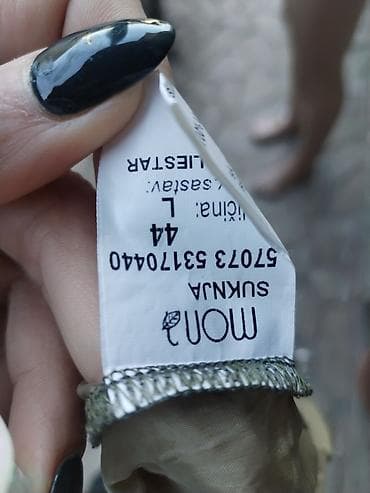 mona
SUKNJA
57073 53170440
44
ličina: L
sastav:
LIESTAR